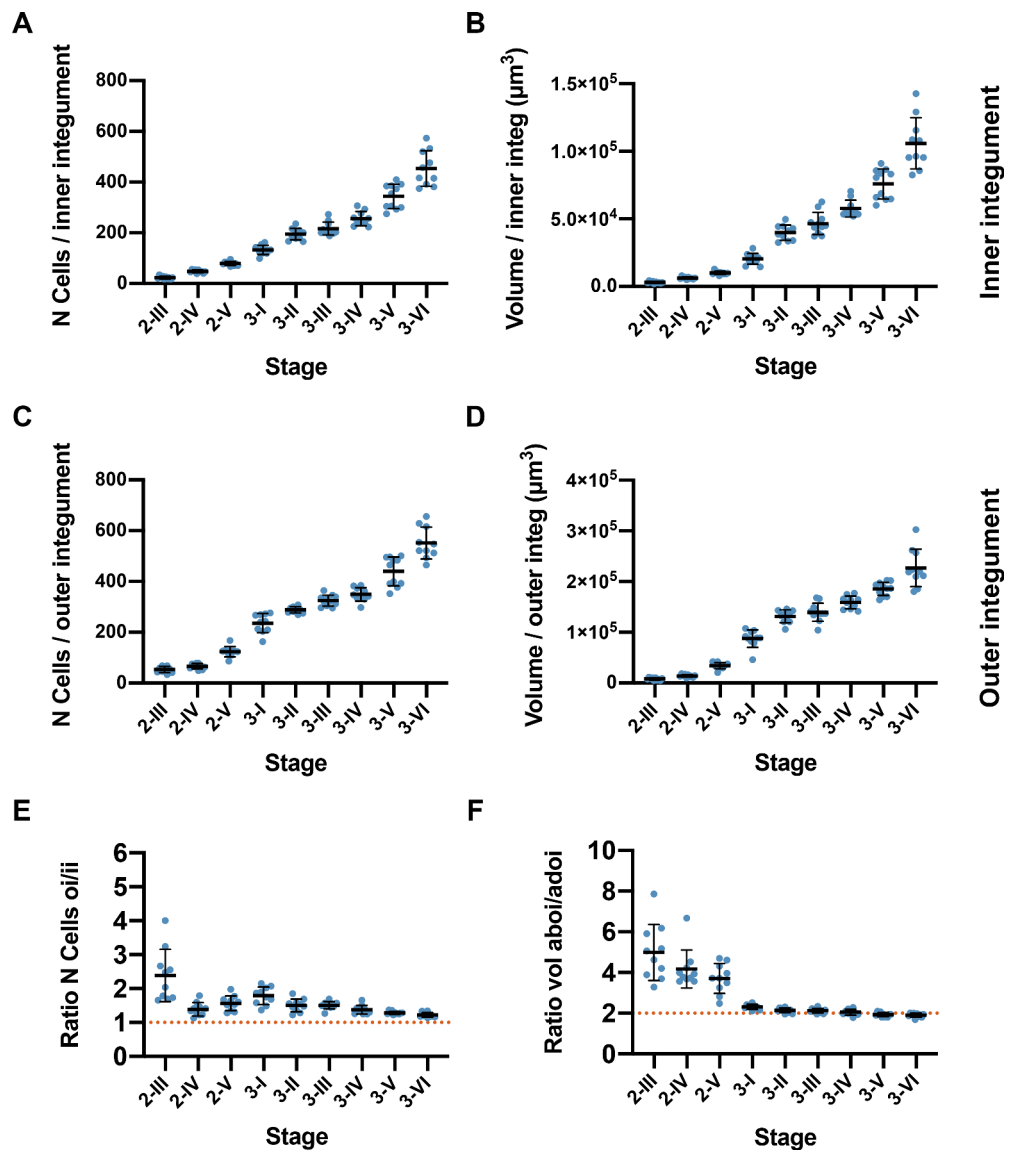 A
N Cells / inner integument
800
600
400
200
0
2-III
2-IV
2-V
3-I
3-II
3-III
3-IV
3-V
3-VI
Stage
B
Volume / inner integ (μm³)
1.5×10⁵
1.0×10⁵
5.0×10⁴
0.0
2-III
2-IV
2-V
3-I
3-II
3-III
3-IV
3-V
3-VI
Stage
Inner integument
C
N Cells / outer integument
800
600
400
200
0
2-III
2-IV
2-V
3-I
3-II
3-III
3-IV
3-V
3-VI
Stage
D
Volume / outer integ (μm³)
4×10⁵
3×10⁵
2×10⁵
1×10⁵
0
2-III
2-IV
2-V
3-I
3-II
3-III
3-IV
3-V
3-VI
Stage
Outer integument
E
Ratio N Cells oi/ii
6
5
4
3
2
1
0
2-III
2-IV
2-V
3-I
3-II
3-III
3-IV
3-V
3-VI
Stage
F
Ratio vol aboi/adoi
10
8
6
4
2
0
2-III
2-IV
2-V
3-I
3-II
3-III
3-IV
3-V
3-VI
Stage